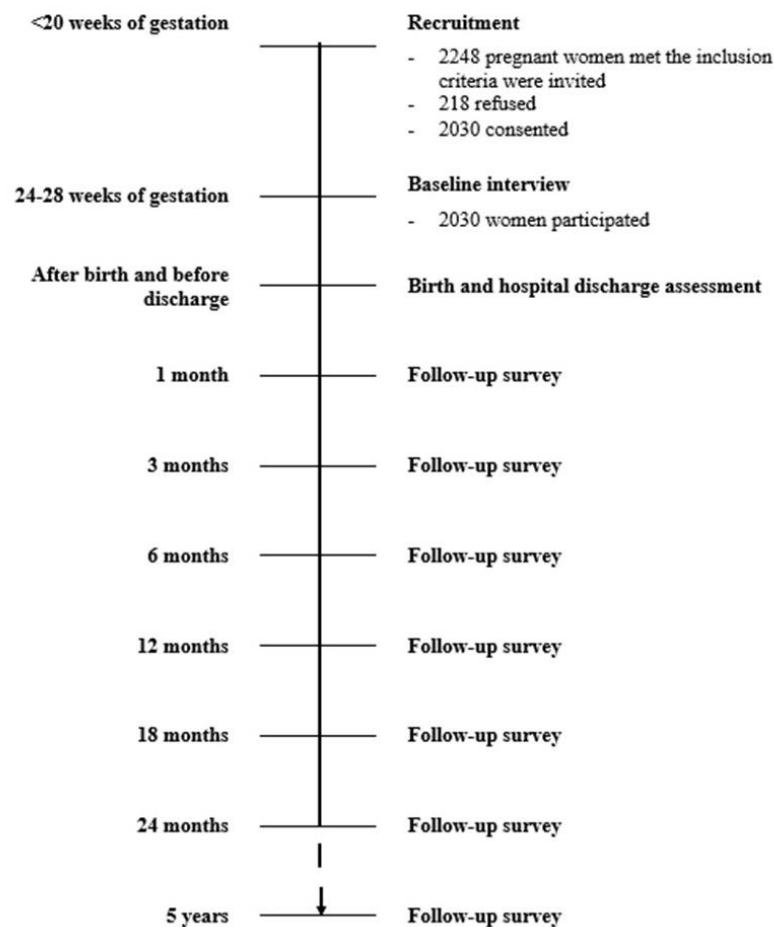 <20 weeks of gestation
Recruitment
- 2248 pregnant women met the inclusion
criteria were invited
- 218 refused
- 2030 consented
24-28 weeks of gestation
Baseline interview
- 2030 women participated
After birth and before
discharge
Birth and hospital discharge assessment
1 month
Follow-up survey
3 months
Follow-up survey
6 months
Follow-up survey
12 months
Follow-up survey
18 months
Follow-up survey
24 months
Follow-up survey
5 years
Follow-up survey